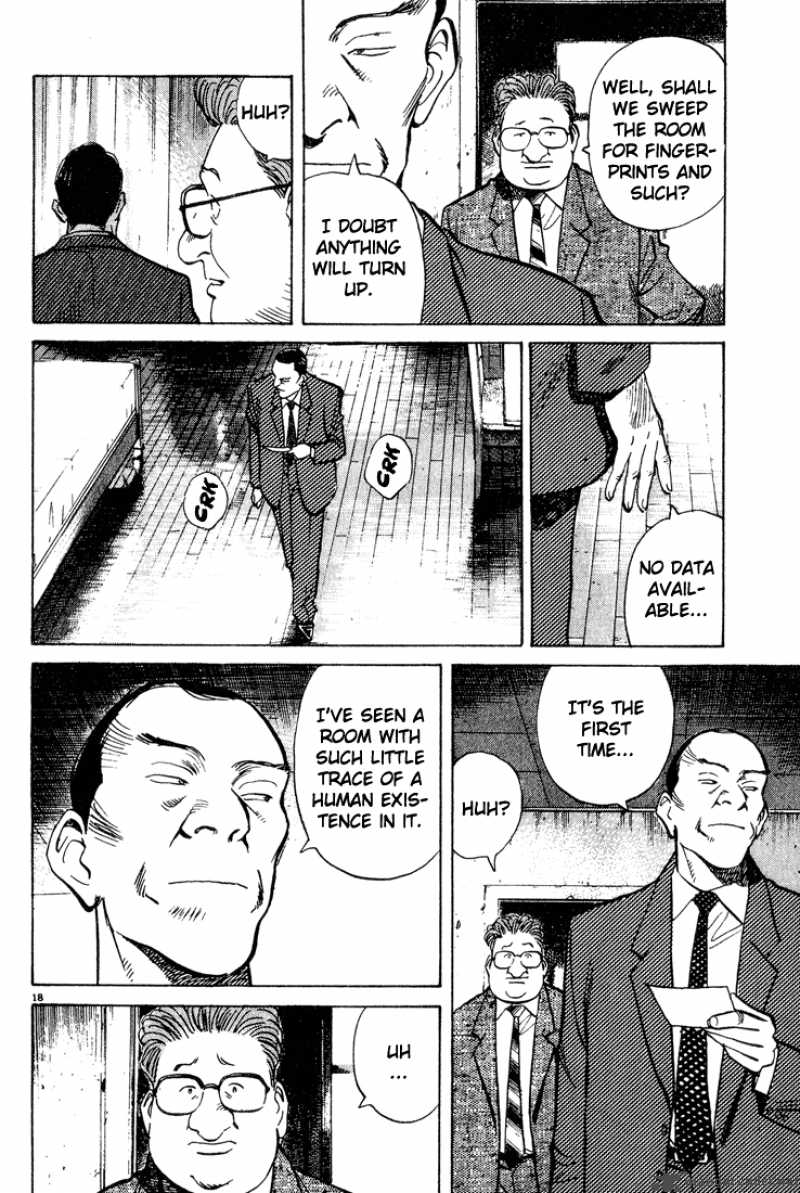 WELL, SHALL
WE SWEEP
THE ROOM
FOR FINGER-
PRINTS AND
SUCH?
I DOUBT
ANYTHING
WILL TURN
UP.
HUH?
NO DATA
AVAIL-
ABLE...
CRK
CRK
IT'S THE
FIRST
TIME...
HUH?
I'VE SEEN A
ROOM WITH
SUCH LITTLE
TRACE OF A
HUMAN EXIS-
TENCE IN IT.
18
UH
...